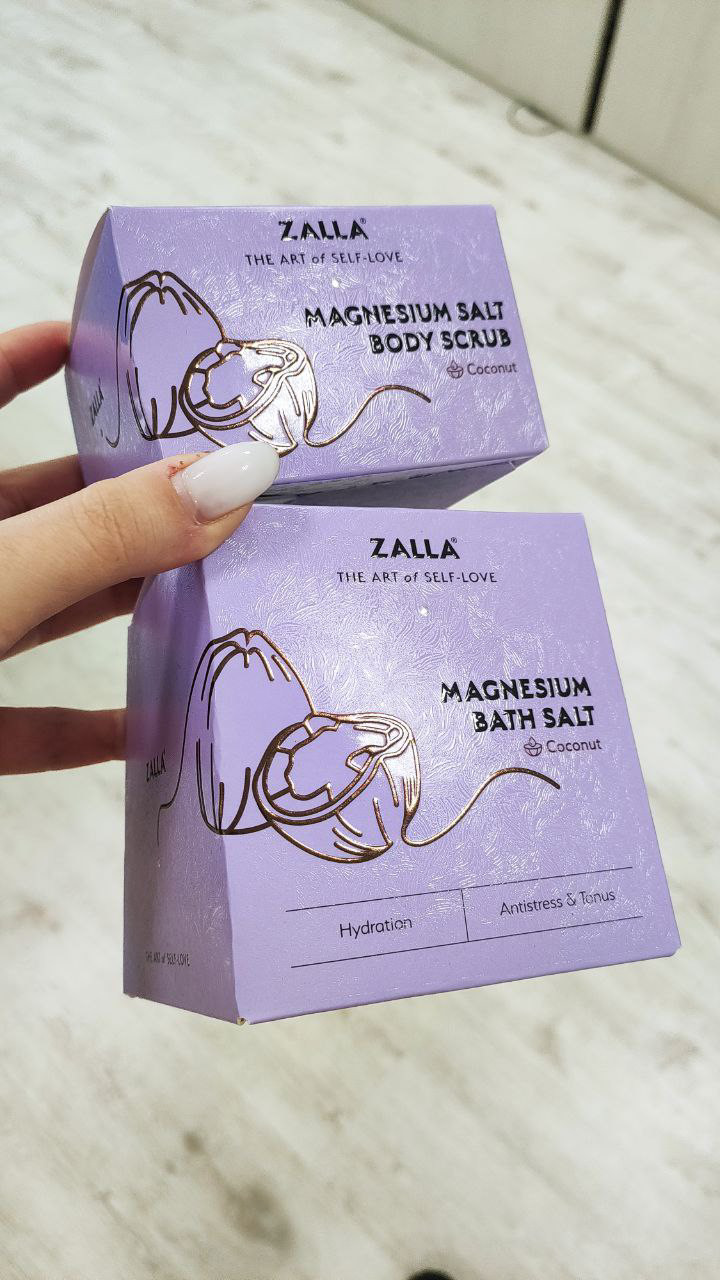 ZALLA®
THE ART of SELF-LOVE
MAGNESIUM SALT
BODY SCRUB
Coconut
ZALLA
ZALLA®
THE ART of SELF-LOVE
MAGNESIUM
BATH SALT
Coconut
ZALLA
Hydration
Antistress & Tonus
THE ART of SELF-LOVE